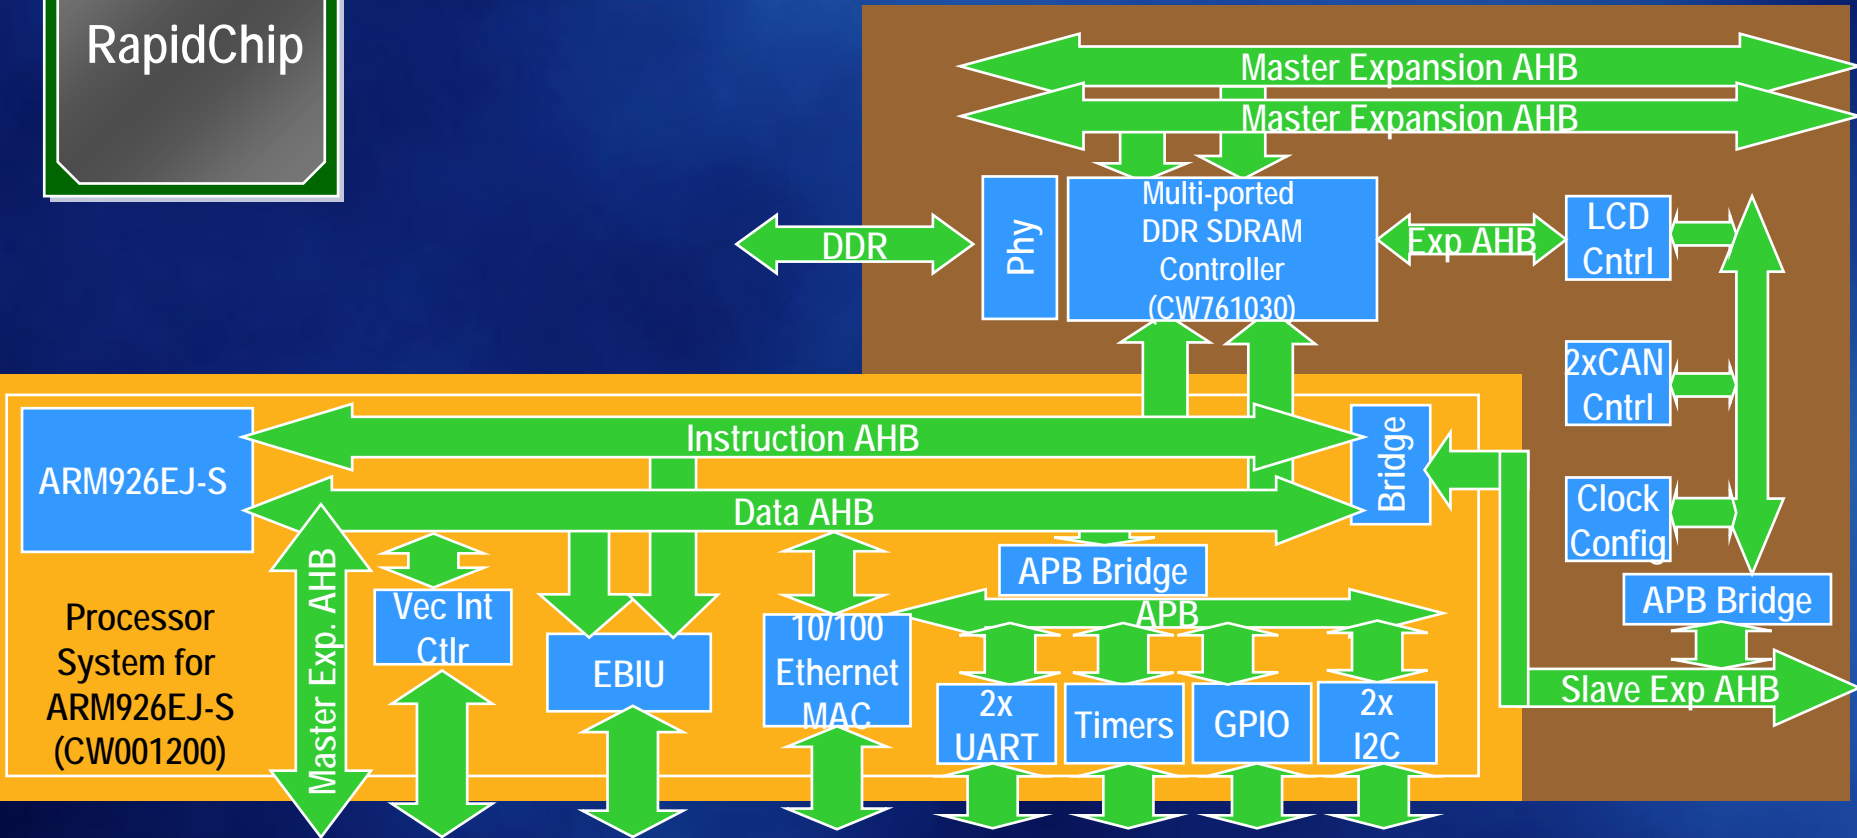 RapidChip
Master Expansion AHB
Master Expansion AHB
Multi-ported
DDR SDRAM
Controller
(CW761030)
Phy
DDR
Exp AHB
LCD
Cntrl
2xCAN
Cntrl
Clock
Config
APB Bridge
Slave Exp AHB
ARM926EJ-S
Instruction AHB
Data AHB
Bridge
APB Bridge
APB
Processor
System for
ARM926EJ-S
(CW001200)
Master Exp. AHB
Vec Int
Ctlr
EBIU
10/100
Ethernet
MAC
2x
UART
Timers
GPIO
2x
I2C